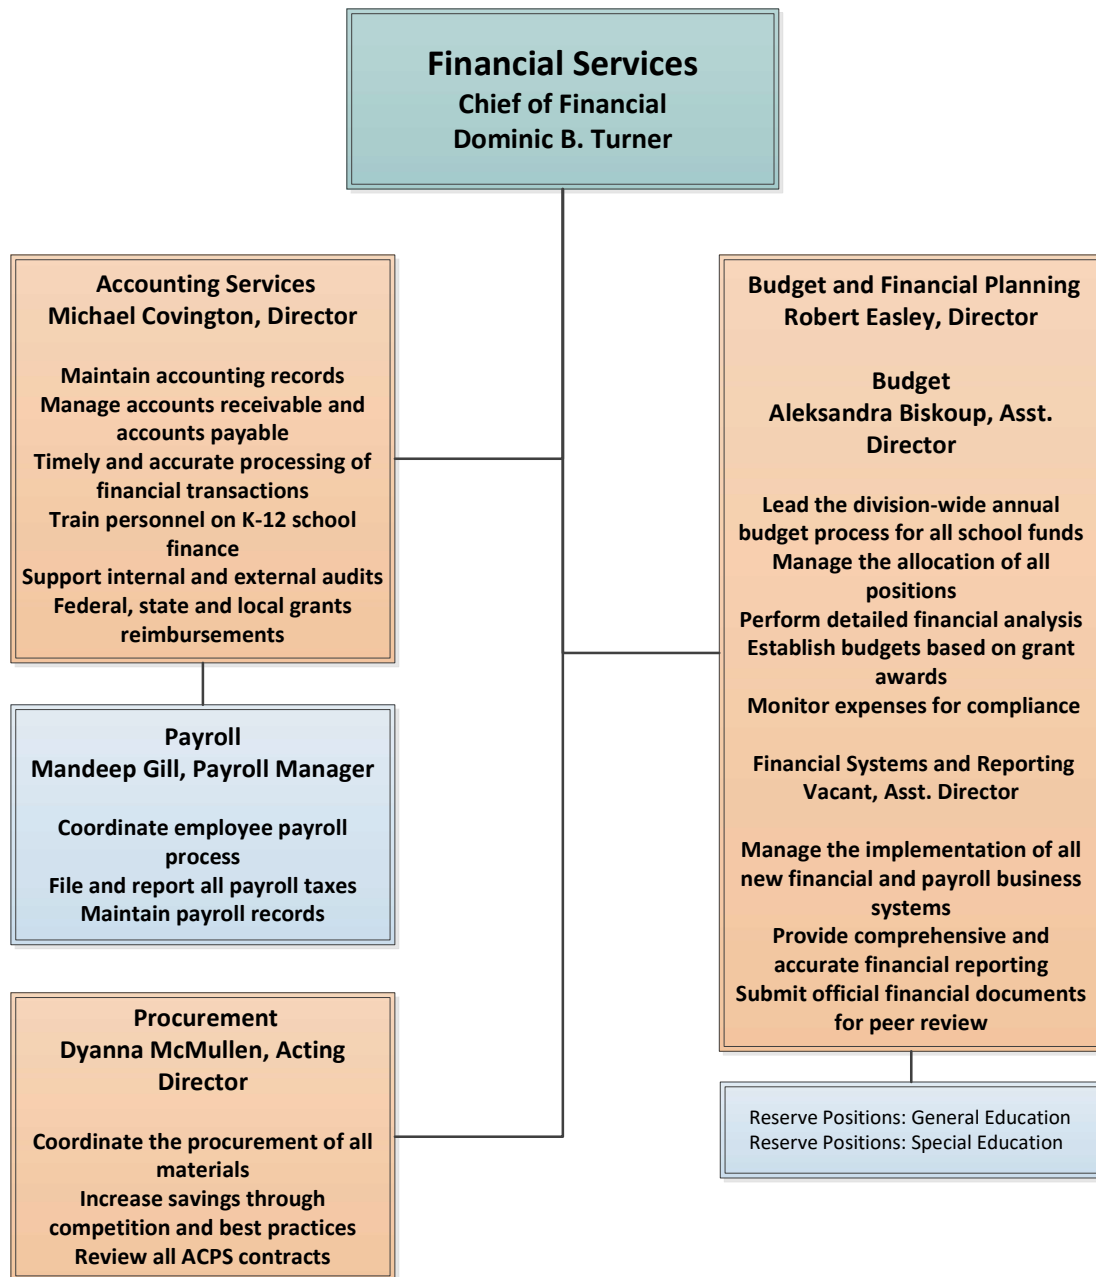 Financial Services
Chief of Financial
Dominic B. Turner
Accounting Services
Michael Covington, Director
Maintain accounting records
Manage accounts receivable and
accounts payable
Timely and accurate processing of
financial transactions
Train personnel on K-12 school
finance
Support internal and external audits
Federal, state and local grants
reimbursements
Payroll
Mandeep Gill, Payroll Manager
Coordinate employee payroll
process
File and report all payroll taxes
Maintain payroll records
Procurement
Dyanna McMullen, Acting
Director
Coordinate the procurement of all
materials
Increase savings through
competition and best practices
Review all ACPS contracts
Budget and Financial Planning
Robert Easley, Director
Budget
Aleksandra Biskoup, Asst.
Director
Lead the division-wide annual
budget process for all school funds
Manage the allocation of all
positions
Perform detailed financial analysis
Establish budgets based on grant
awards
Monitor expenses for compliance
Financial Systems and Reporting
Vacant, Asst. Director
Manage the implementation of all
new financial and payroll business
systems
Provide comprehensive and
accurate financial reporting
Submit official financial documents
for peer review
Reserve Positions: General Education
Reserve Positions: Special Education